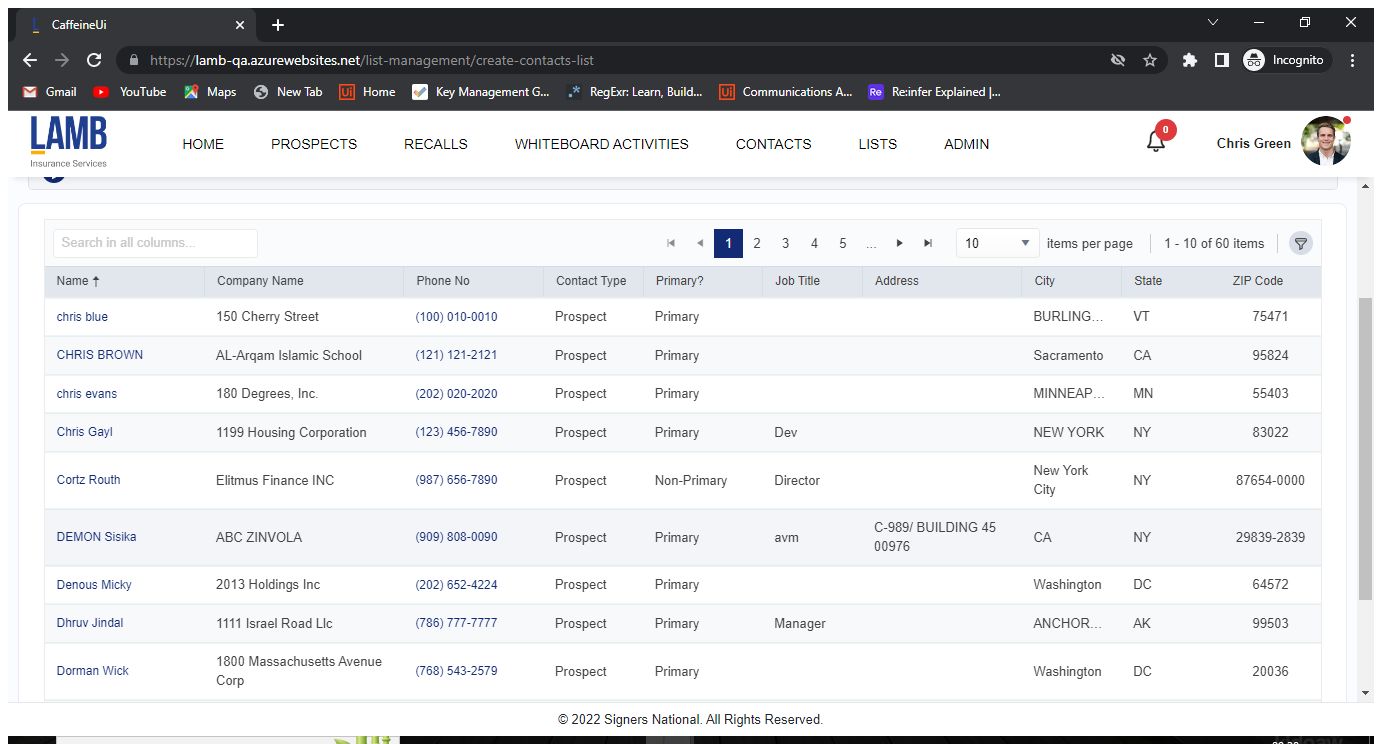 CaffeineUi
https://lamb-qa.azurewebsites.net/list-management/create-contacts-list
Incognito
Gmail YouTube Maps New Tab Home Key Management G... RegExr: Learn, Build... Communications A... Re:infer Explained |...
LAMB
Insurance Services
HOME PROSPECTS RECALLS WHITEBOARD ACTIVITIES CONTACTS LISTS ADMIN
0
Chris Green
Search in all columns...
1 2 3 4 5 ... 10 items per page 1 - 10 of 60 items
Name Company Name Phone No Contact Type Primary? Job Title Address City State ZIP Code
chris blue 150 Cherry Street (100) 010-0010 Prospect Primary BURLING... VT 75471
CHRIS BROWN AL-Arqam Islamic School (121) 121-2121 Prospect Primary Sacramento CA 95824
chris evans 180 Degrees, Inc. (202) 020-2020 Prospect Primary MINNEAP... MN 55403
Chris Gayl 1199 Housing Corporation (123) 456-7890 Prospect Primary Dev NEW YORK NY 83022
Cortz Routh Elitmus Finance INC (987) 656-7890 Prospect Non-Primary Director New York
City NY 87654-0000
DEMON Sisika ABC ZINVOLA (909) 808-0090 Prospect Primary avm C-989/ BUILDING 45
00976 CA NY 29839-2839
Denous Micky 2013 Holdings Inc (202) 652-4224 Prospect Primary Washington DC 64572
Dhruv Jindal 1111 Israel Road Llc (786) 777-7777 Prospect Primary Manager ANCHOR... AK 99503
Dorman Wick 1800 Massachusetts Avenue
Corp (768) 543-2579 Prospect Primary Washington DC 20036
© 2022 Signers National. All Rights Reserved.